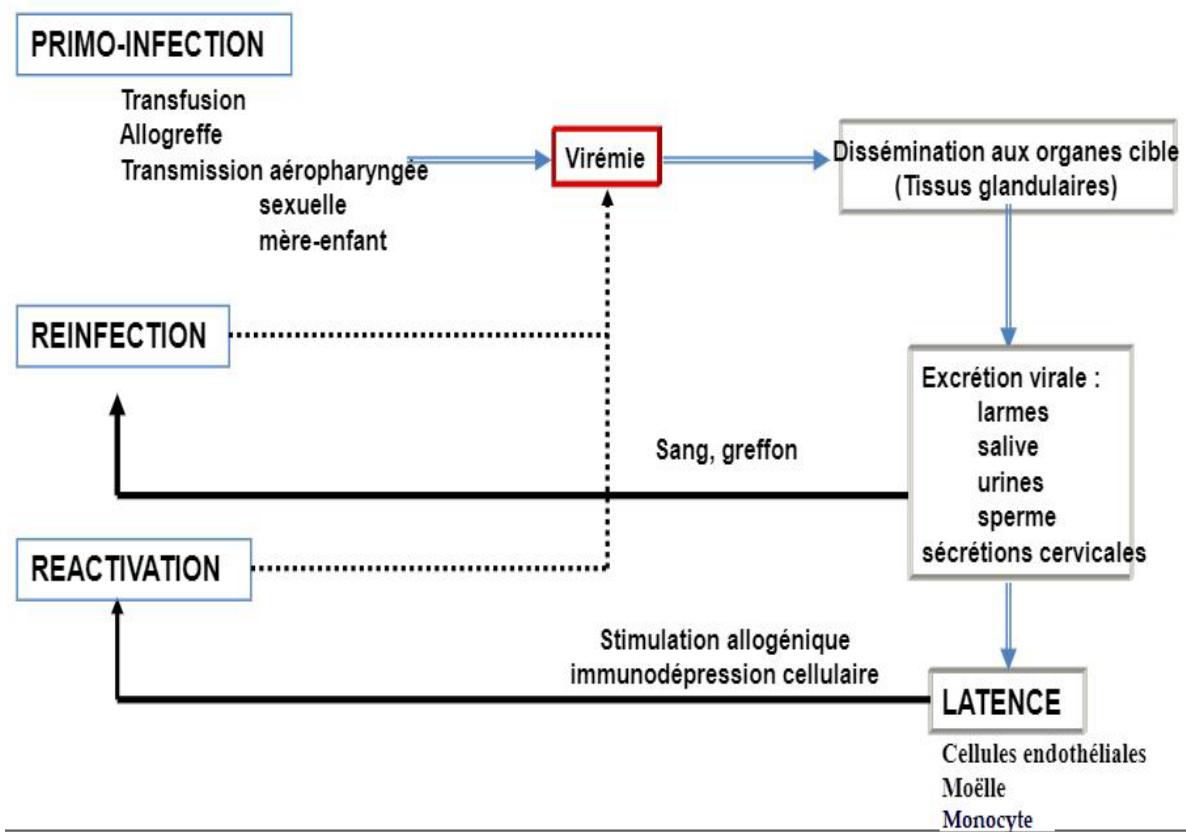 PRIMO-INFECTION
Transfusion
Allogreffe
Transmission aéropharyngée
sexuelle
mère-enfant
Virémie
Dissémination aux organes cible
(Tissus glandulaires)
REINFECTION
Excrétion virale :
larmes
salive
urines
sperme
sécrétions cervicales
Sang, greffon
REACTIVATION
Stimulation allogénique
immunodépression cellulaire
LATENCE
Cellules endothéliales
Moëlle
Monocyte